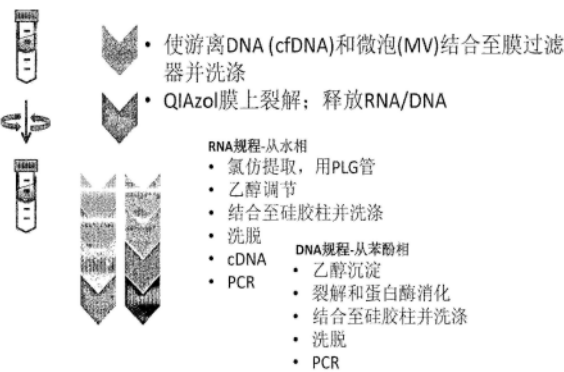 • 使游离DNA (cfDNA)和微泡(MV)结合至膜过滤
器并洗涤
• QIAzol膜上裂解；释放RNA/DNA
RNA规程-从水相
• 氯仿提取，用PLG管
• 乙醇调节
• 结合至硅胶柱并洗涤
• 洗脱
• cDNA
• PCR
DNA规程-从苯酚相
• 乙醇沉淀
• 裂解和蛋白酶消化
• 结合至硅胶柱并洗涤
• 洗脱
• PCR